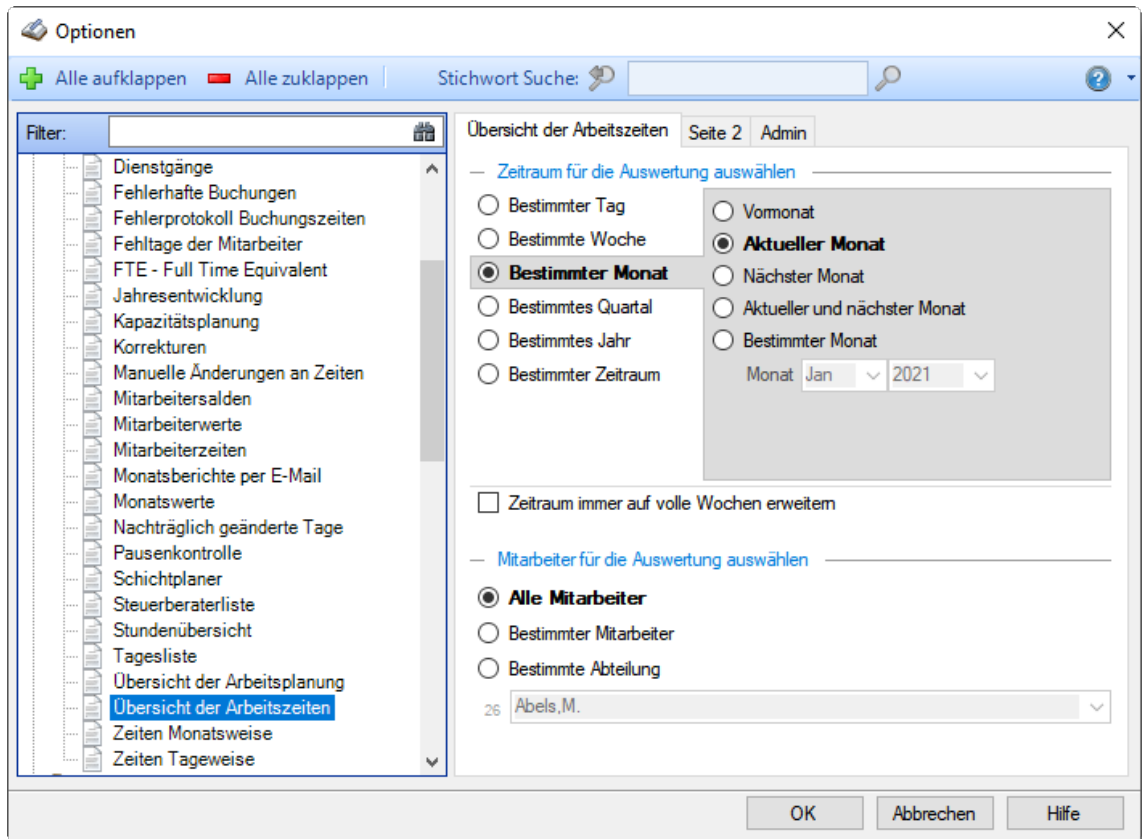 Optionen
Alle aufklappen Alle zuklappen Stichwort Suche:
Filter:
Dienstgänge
Fehlerhafte Buchungen
Fehlerprotokoll Buchungszeiten
Fehltage der Mitarbeiter
FTE - Full Time Equivalent
Jahresentwicklung
Kapazitätsplanung
Korrekturen
Manuelle Änderungen an Zeiten
Mitarbeitersalden
Mitarbeiterwerte
Mitarbeiterzeiten
Monatsberichte per E-Mail
Monatswerte
Nachträglich geänderte Tage
Pausenkontrolle
Schichtplaner
Steuerberaterliste
Stundenübersicht
Tagesliste
Übersicht der Arbeitsplanung
Übersicht der Arbeitszeiten
Zeiten Monatsweise
Zeiten Tageweise
Übersicht der Arbeitszeiten Seite 2 Admin
Zeitraum für die Auswertung auswählen
Bestimmter Tag
Bestimmte Woche
Bestimmter Monat
Bestimmtes Quartal
Bestimmtes Jahr
Bestimmter Zeitraum
Vormonat
Aktueller Monat
Nächster Monat
Aktueller und nächster Monat
Bestimmter Monat
Monat Jan 2021
Zeitraum immer auf volle Wochen erweitern
Mitarbeiter für die Auswertung auswählen
Alle Mitarbeiter
Bestimmter Mitarbeiter
Bestimmte Abteilung
26 Abels,M.
OK Abbrechen Hilfe